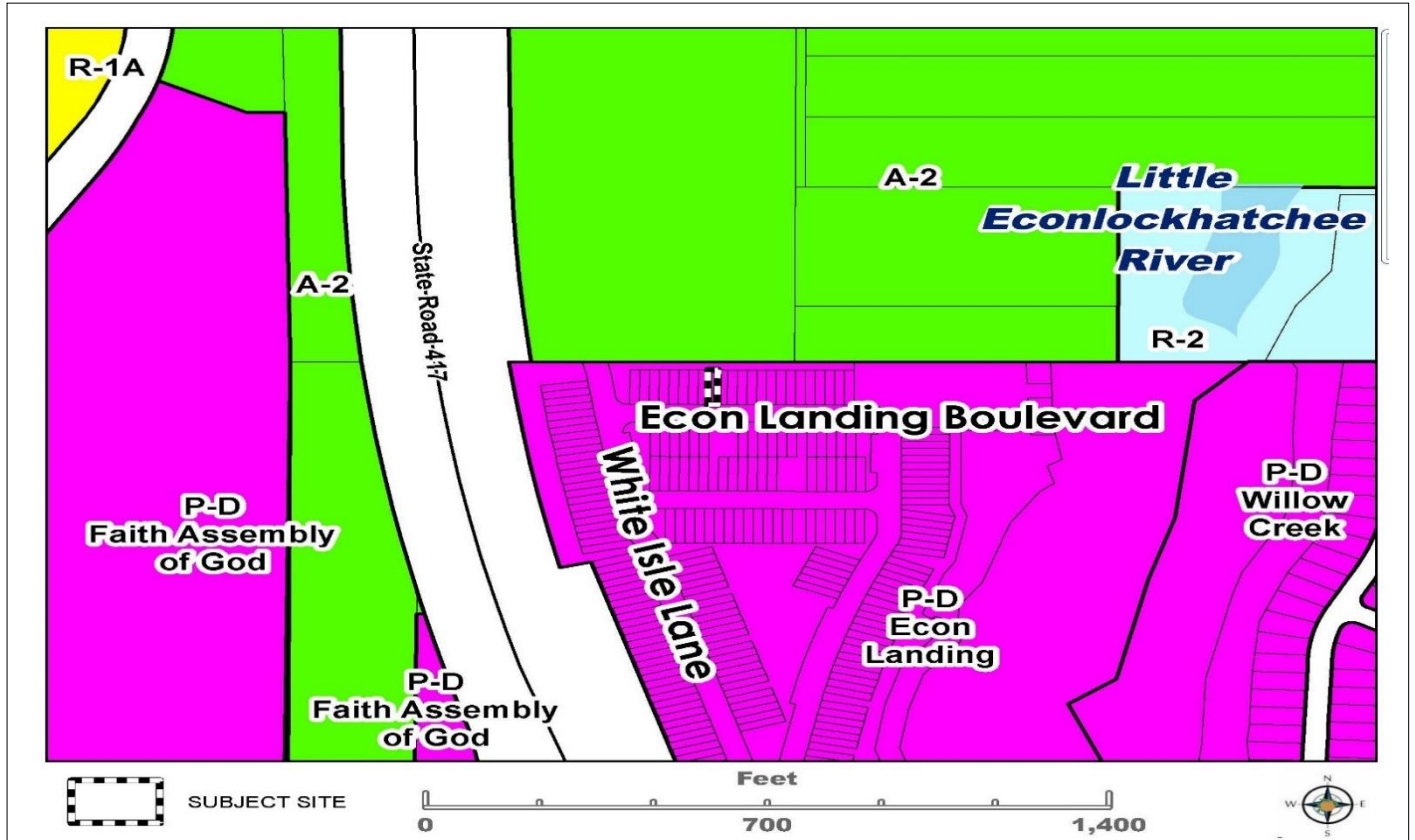 R-1A
A-2
Little
Econlockhatchee
River
A-2
State-Road-417
R-2
Econ Landing Boulevard
White Isle Lane
P-D
Willow
Creek
P-D
Faith Assembly
of God
P-D
Econ
Landing
P-D
Faith Assembly
of God
SUBJECT SITE
Feet
0
700
1,400
N
W
E
S